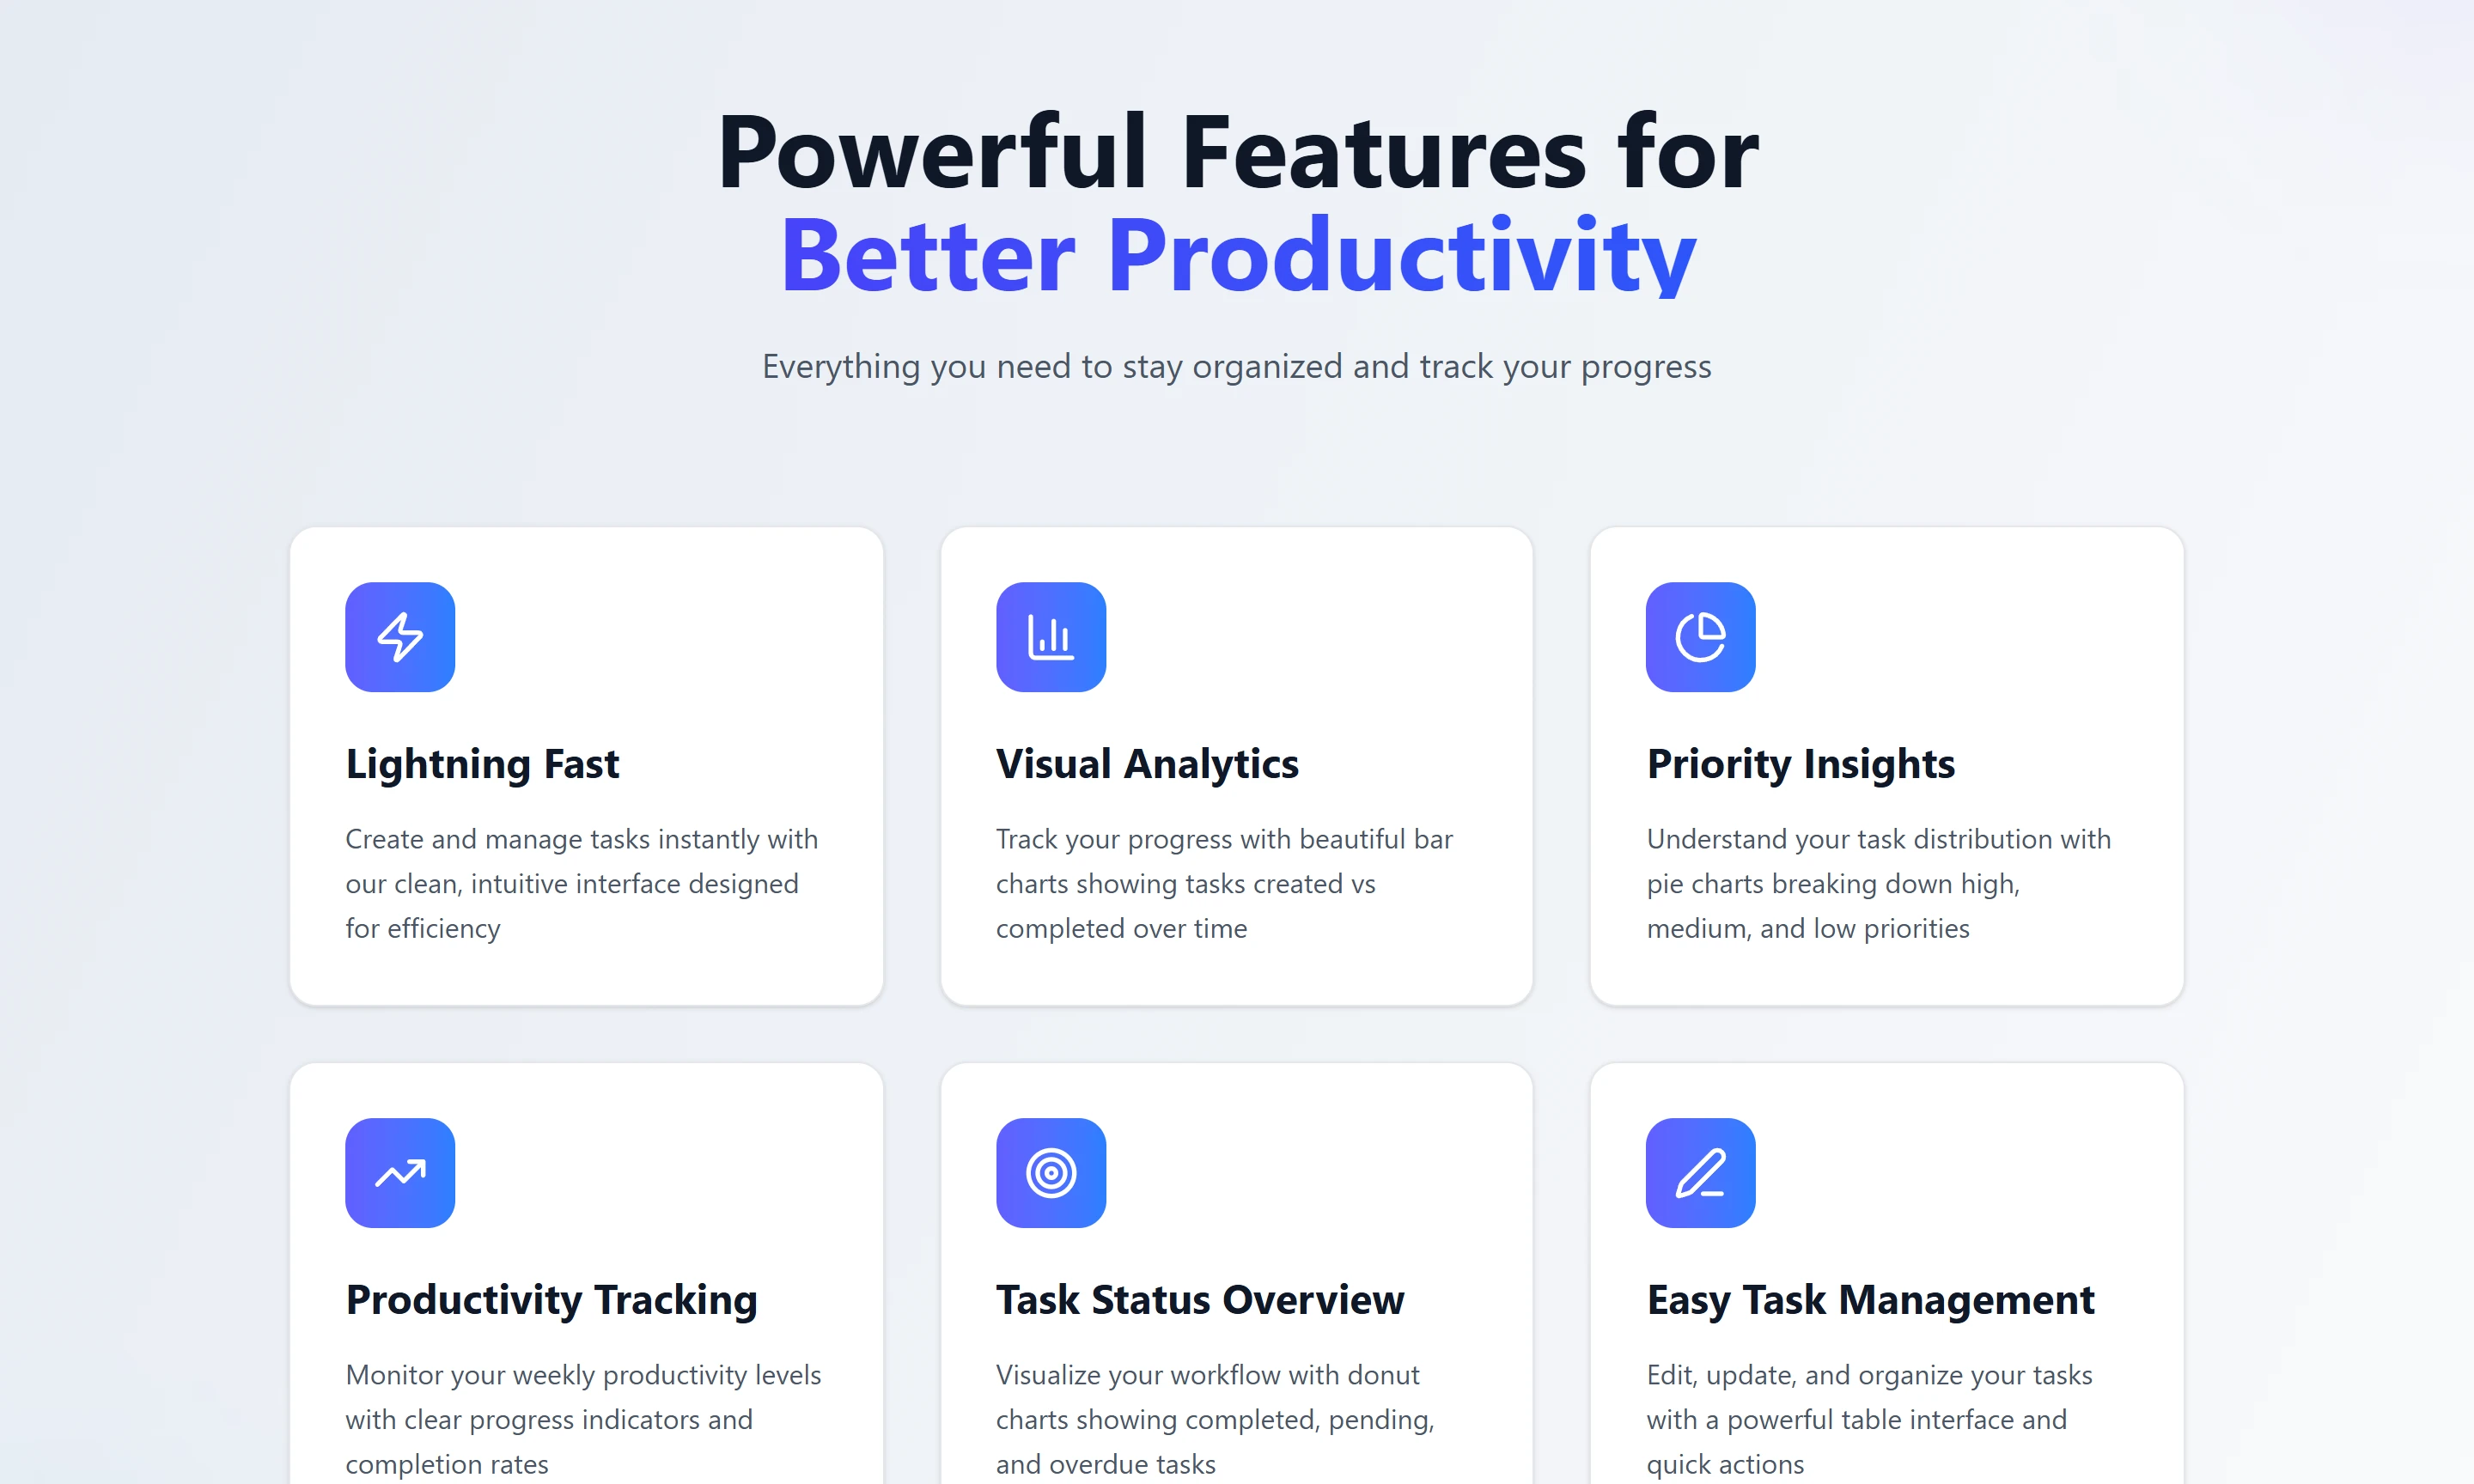 Powerful Features for
Better Productivity
Everything you need to stay organized and track your progress
Lightning Fast
Create and manage tasks instantly with
our clean, intuitive interface designed
for efficiency
Visual Analytics
Track your progress with beautiful bar
charts showing tasks created vs
completed over time
Priority Insights
Understand your task distribution with
pie charts breaking down high,
medium, and low priorities
Productivity Tracking
Monitor your weekly productivity levels
with clear progress indicators and
completion rates
Task Status Overview
Visualize your workflow with donut
charts showing completed, pending,
and overdue tasks
Easy Task Management
Edit, update, and organize your tasks
with a powerful table interface and
quick actions